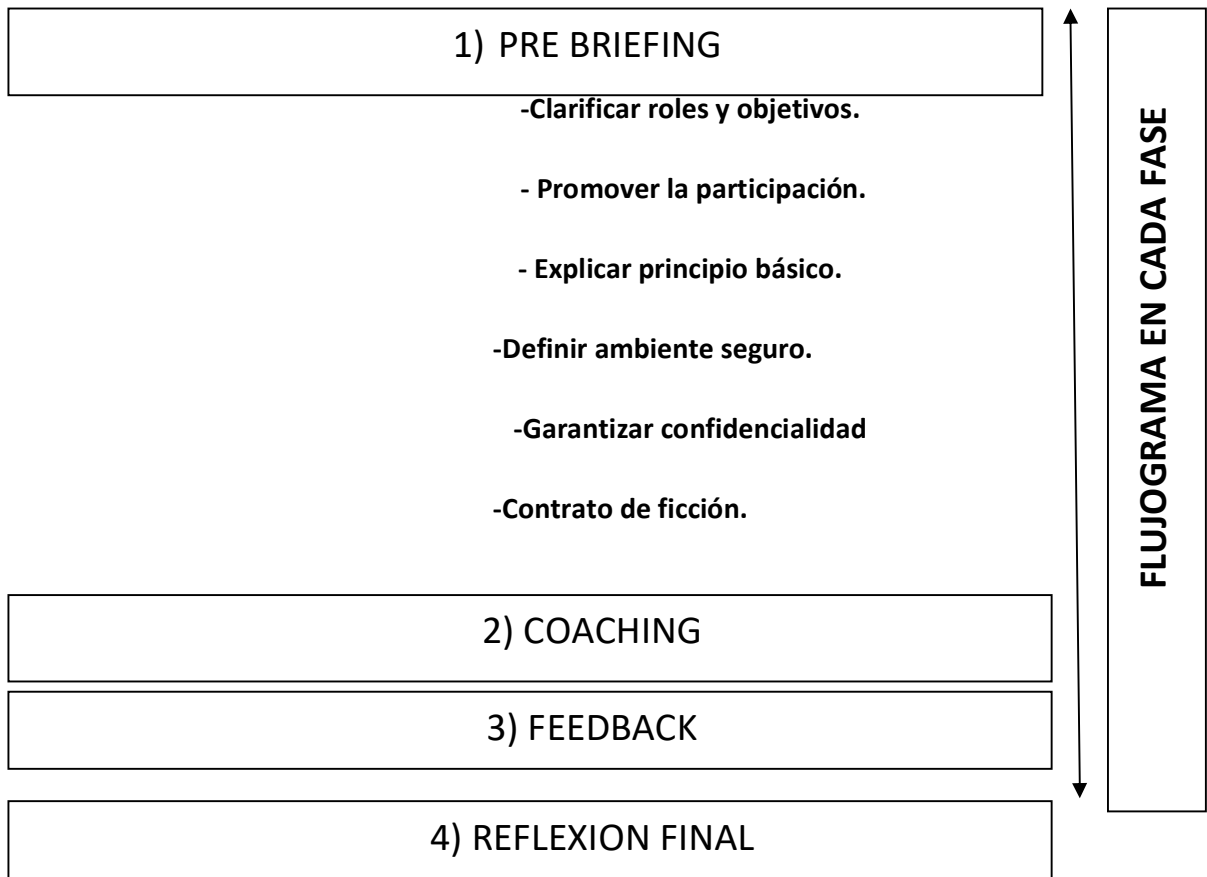 1) PRE BRIEFING
-Clarificar roles y objetivos.
- Promover la participación.
- Explicar principio básico.
-Definir ambiente seguro.
-Garantizar confidencialidad
-Contrato de ficción.
2) COACHING
3) FEEDBACK
4) REFLEXION FINAL
FLUJOGRAMA EN CADA FASE